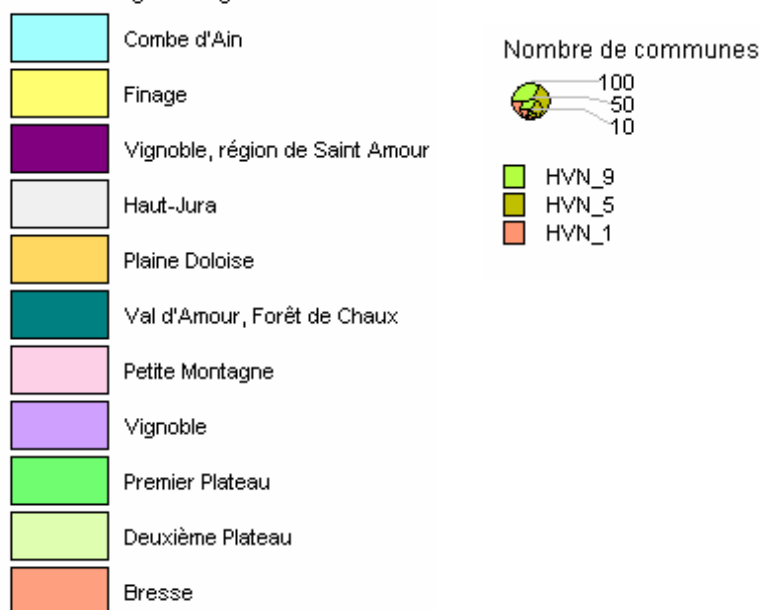 Combe d'Ain
Finage
Vignoble, région de Saint Amour
Haut-Jura
Plaine Doloise
Val d'Amour, Forêt de Chaux
Petite Montagne
Vignoble
Premier Plateau
Deuxième Plateau
Bresse
Nombre de communes
100
50
10
HVN_9
HVN_5
HVN_1